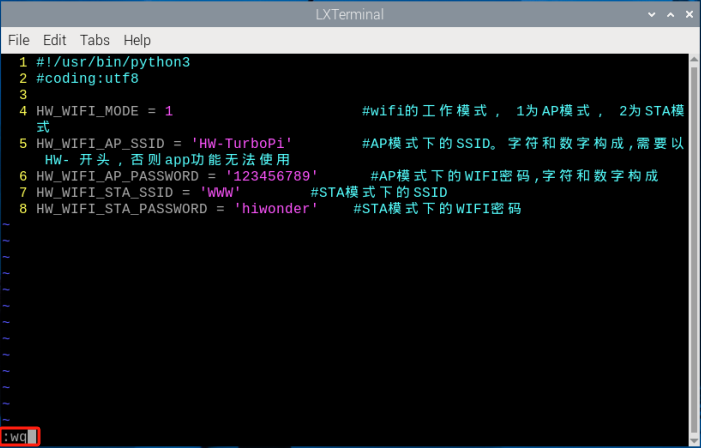 LXTerminal
File Edit Tabs Help
1 #!/usr/bin/python3
2 #coding:utf8
3
4 HW_WIFI_MODE = 1 #wifi的工作模式, 1为AP模式, 2为STA模
式
5 HW_WIFI_AP_SSID = 'HW-TurboPi' #AP模式下的SSID。字符和数字构成,需要以
HW- 开头,否则app功能无法使用
6 HW_WIFI_AP_PASSWORD = '123456789' #AP模式下的WIFI密码,字符和数字构成
7 HW_WIFI_STA_SSID = 'WWW' #STA模式下的SSID
8 HW_WIFI_STA_PASSWORD = 'hiwonder' #STA模式下的WIFI密码
~
~
~
~
~
~
~
~
~
~
~
~
~
:wq